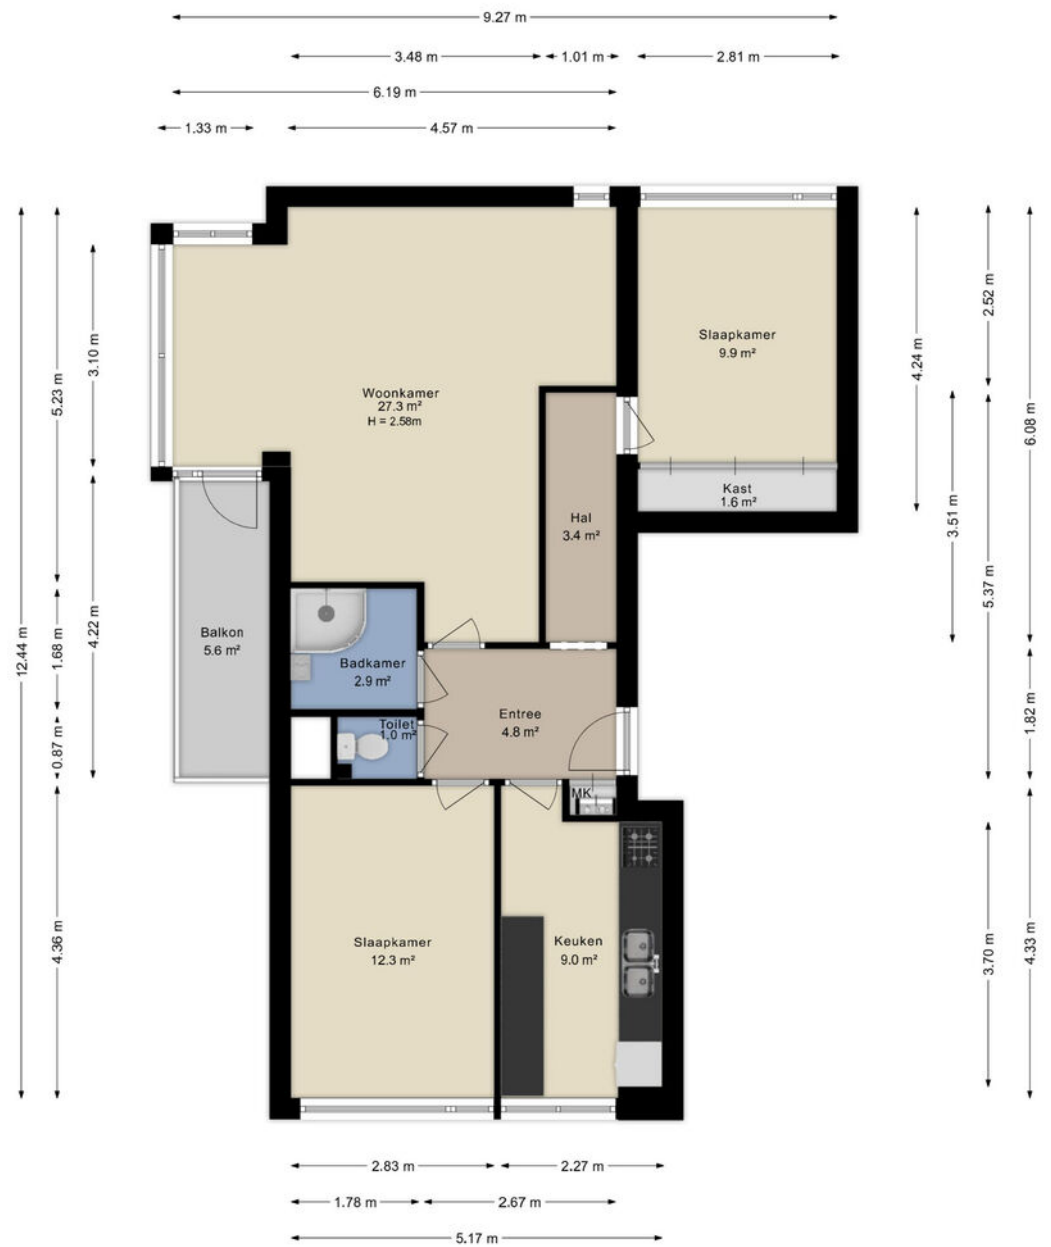 9.27 m
3.48 m
1.01 m
2.81 m
6.19 m
1.33 m
4.57 m
Slaapkamer
9.9 m²
Woonkamer
27.3 m²
H = 2.58m
Kast
1.6 m²
Hal
3.4 m²
Balkon
5.6 m²
Badkamer
2.9 m²
Toilet
1.0 m²
Entree
4.8 m²
MK
Slaapkamer
12.3 m²
Keuken
9.0 m²
12.44 m
5.23 m
1.68 m
0.87 m
4.36 m
3.10 m
4.22 m
4.24 m
3.51 m
2.52 m
5.37 m
3.70 m
6.08 m
1.82 m
4.33 m
2.83 m
2.27 m
1.78 m
2.67 m
5.17 m